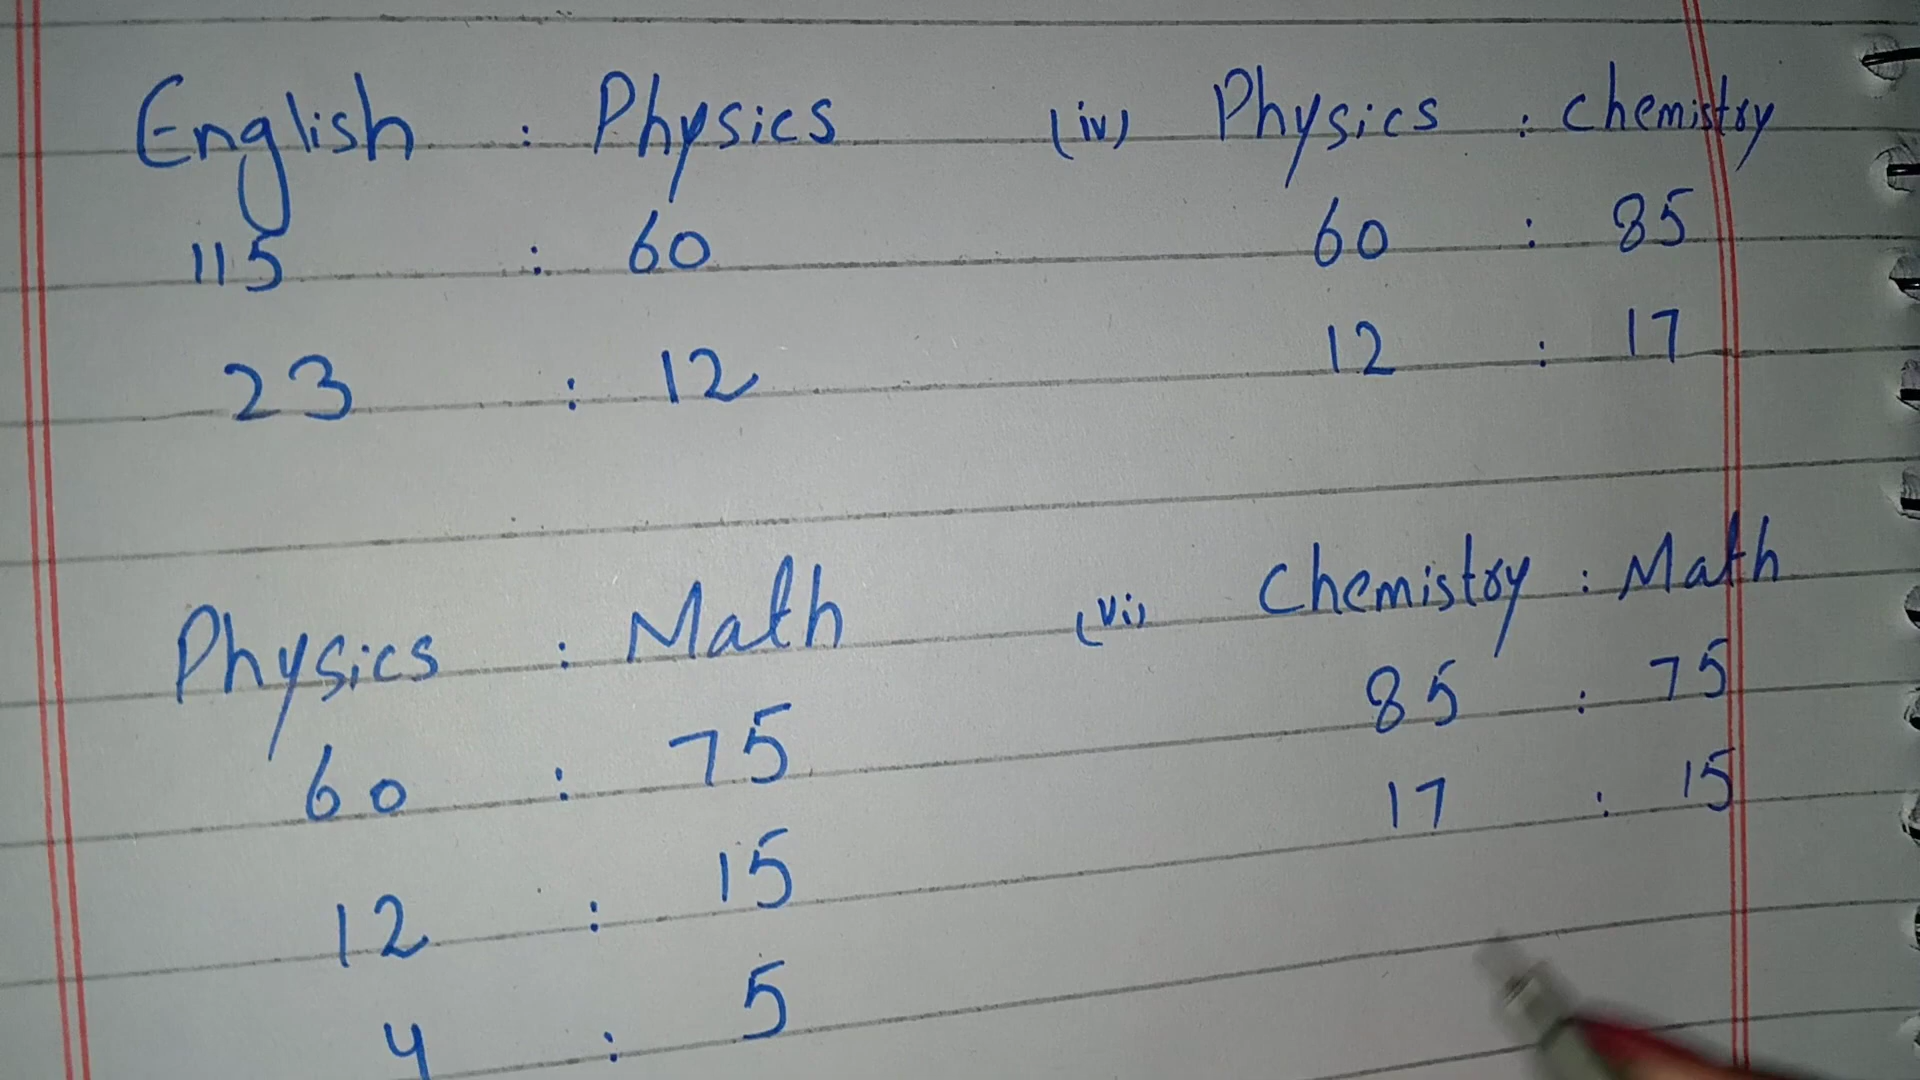 English : Physics
115 : 60
23 : 12
(iv) Physics : Chemistry
60 : 85
12 : 17
Physics : Math
60 : 75
12 : 15
4 : 5
(vi) Chemistry : Math
85 : 75
17 : 15